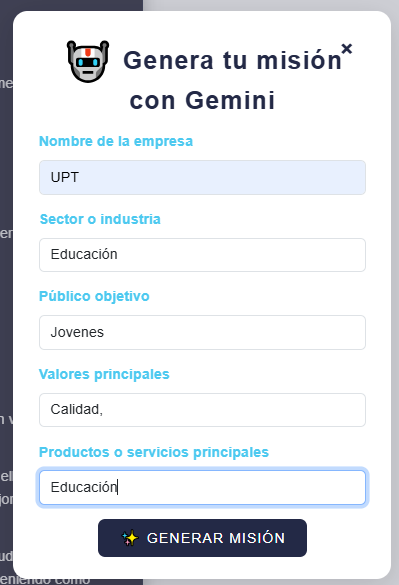 Genera tu misión
×
con Gemini
Nombre de la empresa
UPT
Sector o industria
Educación
Público objetivo
Jovenes
Valores principales
Calidad,
Productos o servicios principales
Educación
✨ GENERAR MISIÓN